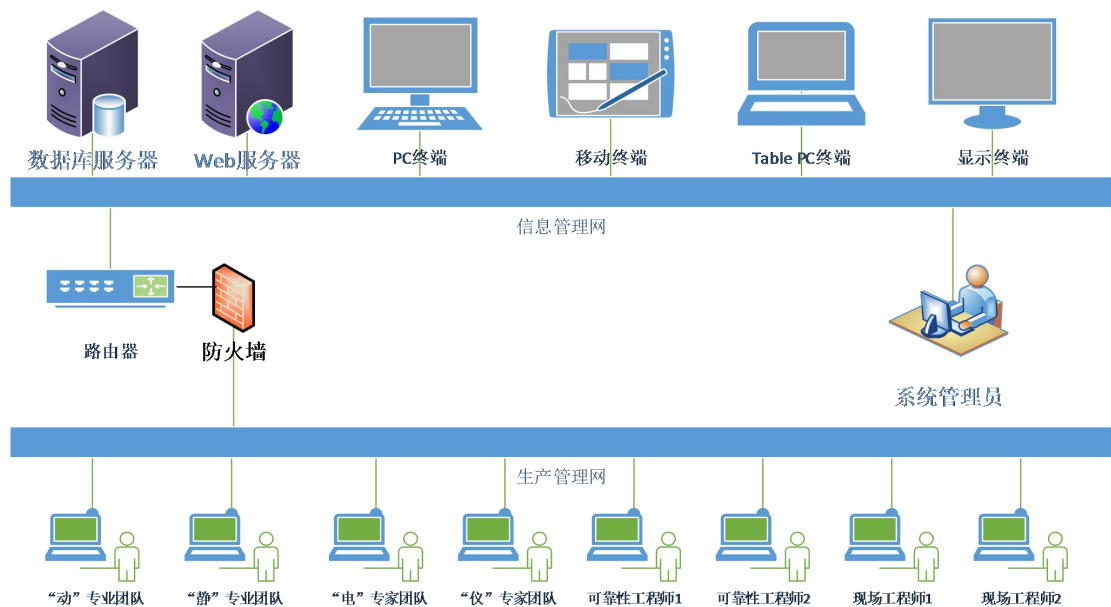 数据库服务器
Web服务器
PC终端
移动终端
Table PC终端
显示终端
信息管理网
路由器
防火墙
系统管理员
生产管理网
“动”专业团队
“静”专业团队
“电”专家团队
“仪”专家团队
可靠性工程师1
可靠性工程师2
现场工程师1
现场工程师2